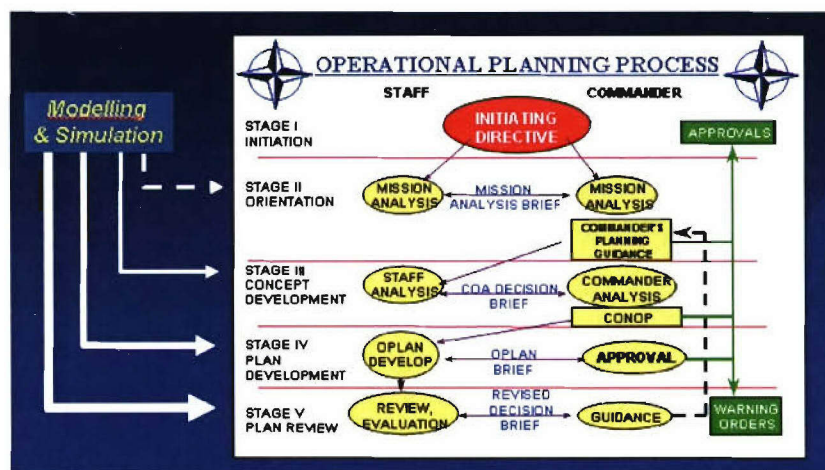 OPERATIONAL PLANNING PROCESS
STAFF
COMMANDER
Modelling
& Simulation
STAGE I
INITIATION
INITIATING
DIRECTIVE
APPROVALS
STAGE II
ORIENTATION
MISSION
ANALYSIS
MISSION
ANALYSIS BRIEF
MISSION
ANALYSIS
COMMANDER'S
PLANNING
GUIDANCE
STAGE III
CONCEPT
DEVELOPMENT
STAFF
ANALYSIS
COA DECISION
BRIEF
COMMANDER
ANALYSIS
CONOP
STAGE IV
PLAN
DEVELOPMENT
OPLAN
DEVELOP
OPLAN
BRIEF
APPROVAL
STAGE V
PLAN REVIEW
REVIEW,
EVALUATION
REVISED
DECISION
BRIEF
GUIDANCE
WARNING
ORDERS